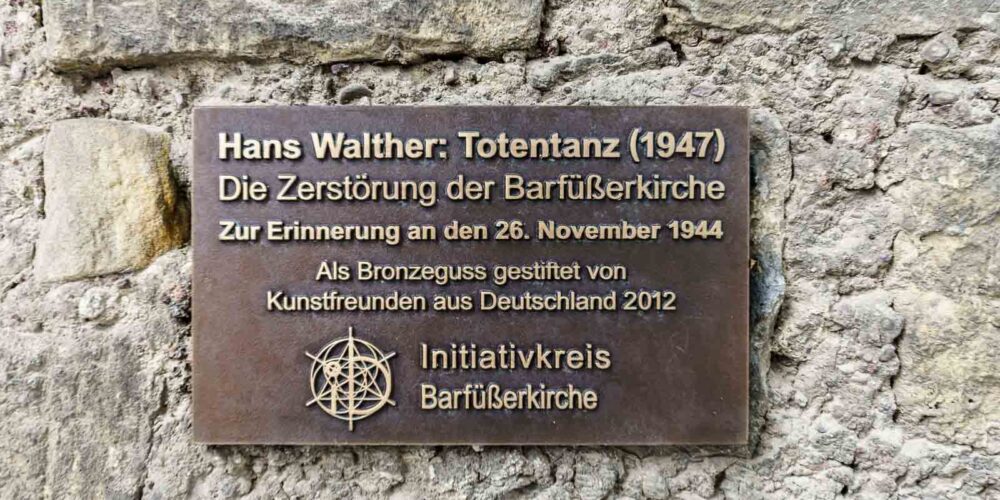 Hans Walther: Totentanz (1947)
Die Zerstörung der Barfüßerkirche
Zur Erinnerung an den 26. November 1944
Als Bronzeguss gestiftet von
Kunstfreunden aus Deutschland 2012
Initiativkreis
Barfüßerkirche